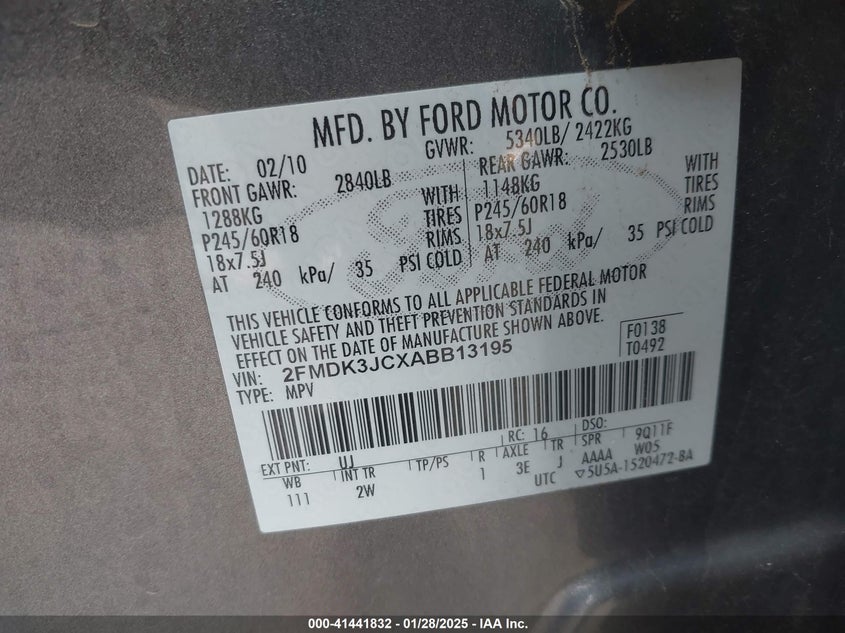 MFD. BY FORD MOTOR CO.
DATE: 02/10 GVWR: 5340LB/ 2422KG
FRONT GAWR: 2840LB REAR GAWR: 2530LB
1288KG WITH 1148KG WITH
P245/60R18 TIRES P245/60R18 TIRES
18x7.5J RIMS 18x7.5J RIMS
AT 240 kPa/ 35 PSI COLD AT 240 kPa/ 35 PSI COLD
THIS VEHICLE CONFORMS TO ALL APPLICABLE FEDERAL MOTOR
VEHICLE SAFETY AND THEFT PREVENTION STANDARDS IN
EFFECT ON THE DATE OF MANUFACTURE SHOWN ABOVE.
VIN: 2FMDK3JCXABB13195 F0138
TYPE: MPV T0492
EXT PNT: UJ RC: 16 DSO:
WB INT TR TP/PS R AXLE TR SPR 9Q11F
111 2W 1 3E J AAAA W05
UTC ▽5U5A-1520472-BA
000-41441832 / 01/28/2025 - IAA Inc.